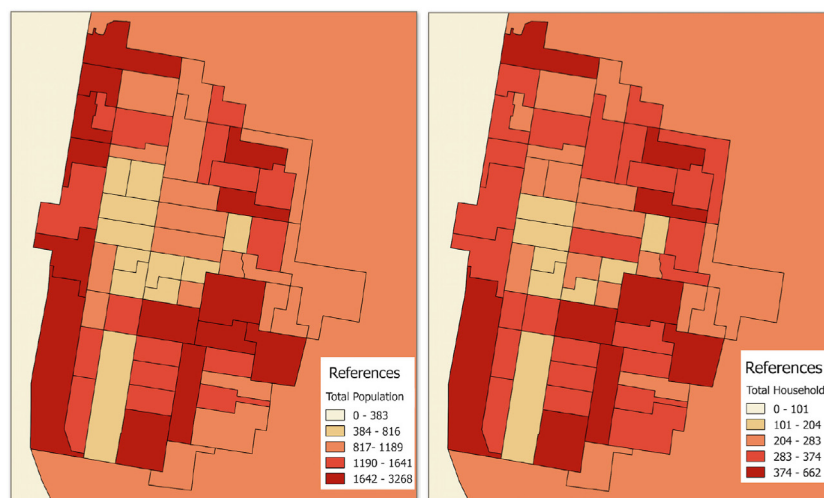 References
Total Population
0 - 383
384 - 816
817- 1189
1190 - 1641
1642 - 3268
References
Total Household
0 - 101
101 - 204
204 - 283
283 - 374
374 - 662